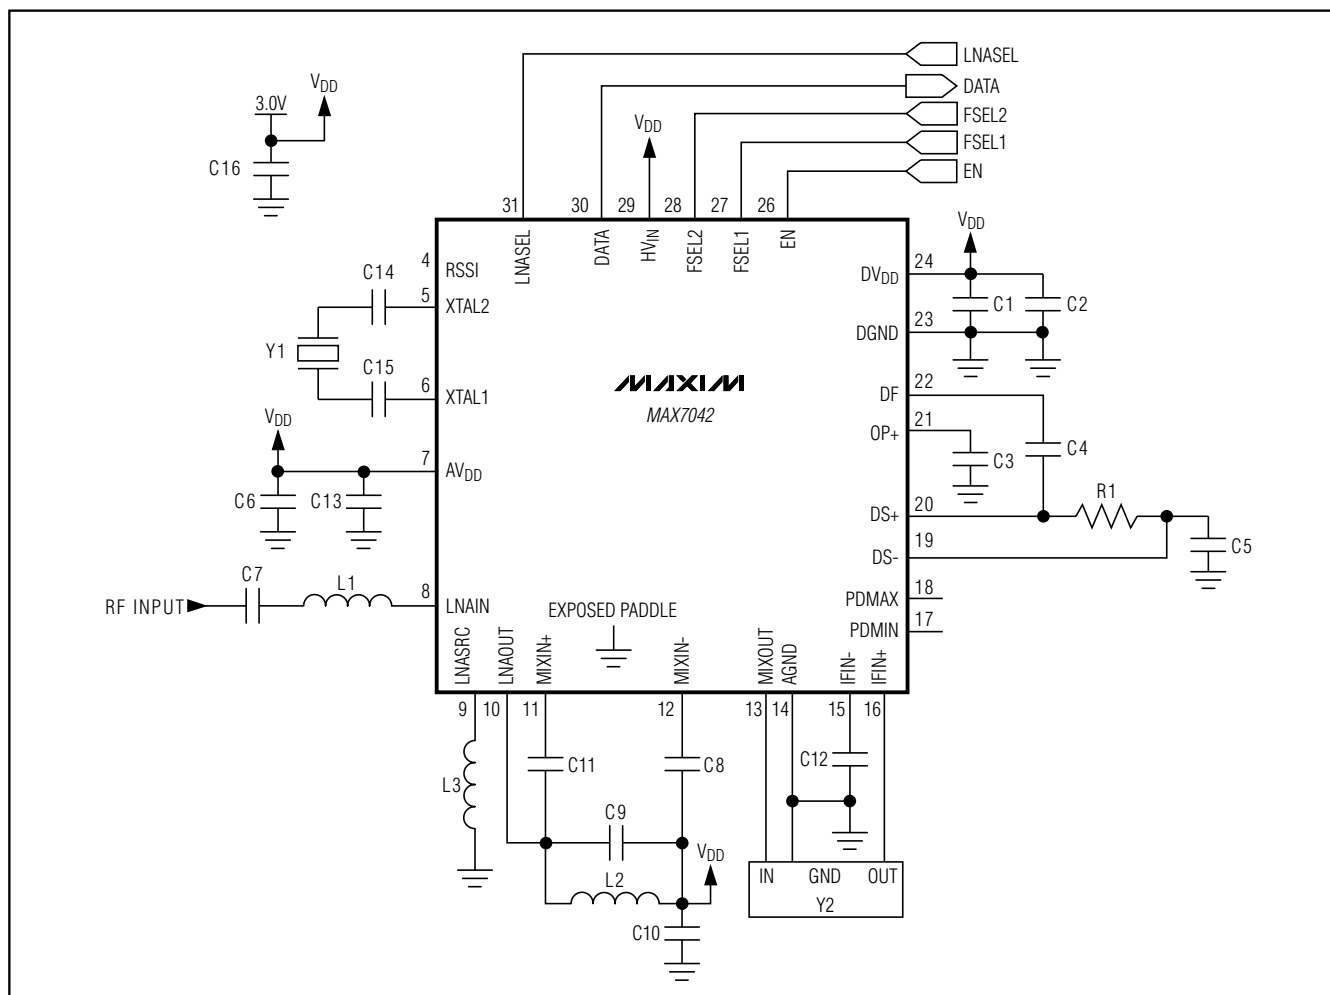 LNASEL
DATA
FSEL2
FSEL1
EN
VDD
3.0V
C16
VDD
31
30
29
28
27
26
LNASEL
DATA
HVIN
FSEL2
FSEL1
EN
4
RSSI
C14
5
XTAL2
Y1
C15
6
XTAL1
VDD
7
AVDD
C6
C13
C7
L1
RF INPUT
8
LNAIN
MAXIM
MAX7042
EXPOSED PADDLE
VDD
24
DVDD
C1
C2
23
DGND
22
DF
21
OP+
C4
C3
R1
20
DS+
19
DS-
C5
18
PDMAX
17
PDMIN
LNASRC
LNAOUT
MIXIN+
MIXIN-
MIXOUT
AGND
IFIN-
IFIN+
9
10
11
12
13
14
15
16
L3
C11
C8
C12
C9
VDD
L2
C10
IN
GND
OUT
Y2